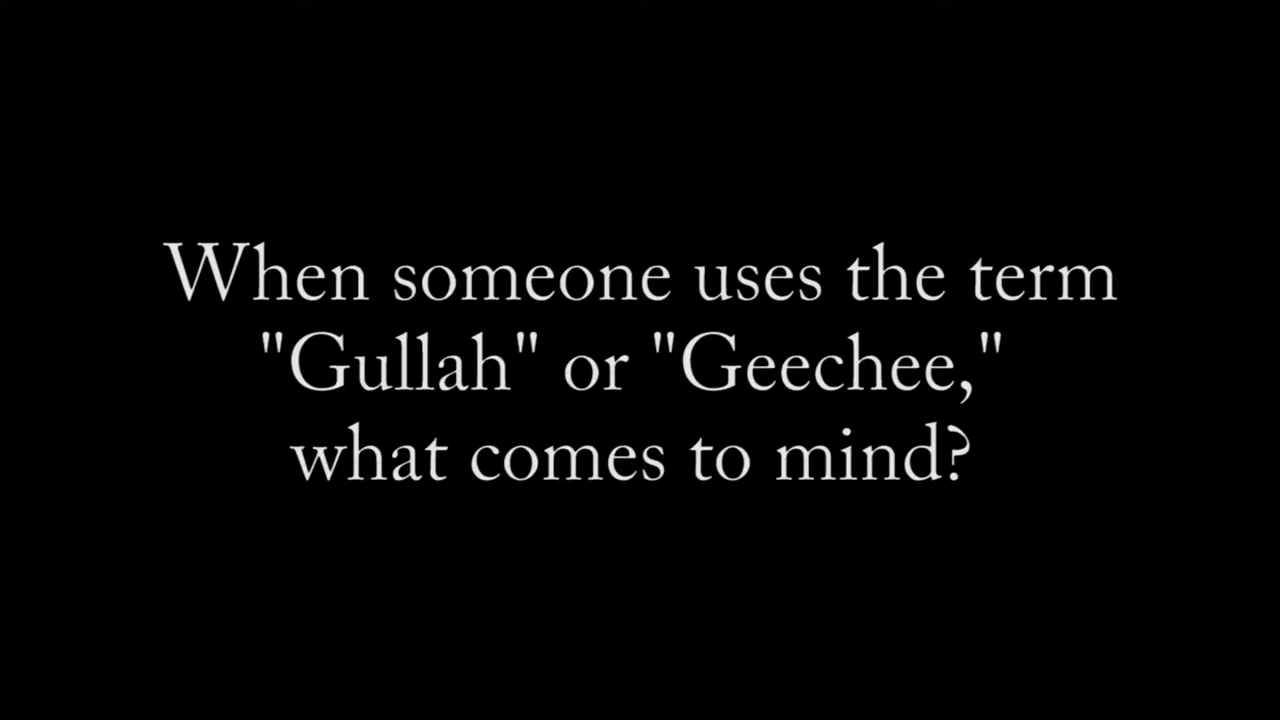 When someone uses the term
"Gullah" or "Geechee,"
what comes to mind?